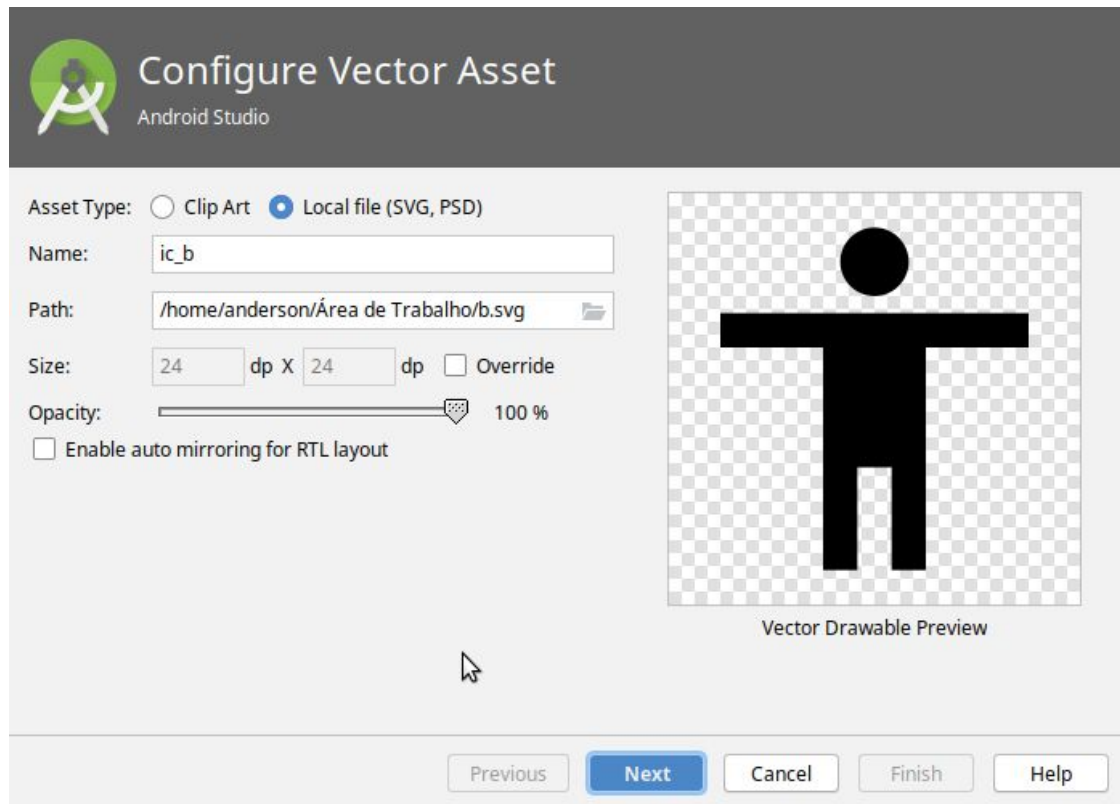 Configure Vector Asset
Android Studio
Asset Type: Clip Art Local file (SVG, PSD)
Name: ic_b
Path: /home/anderson/Área de Trabalho/b.svg
Size: 24 dp X 24 dp Override
Opacity: 100 %
Enable auto mirroring for RTL layout
Vector Drawable Preview
Previous Next Cancel Finish Help